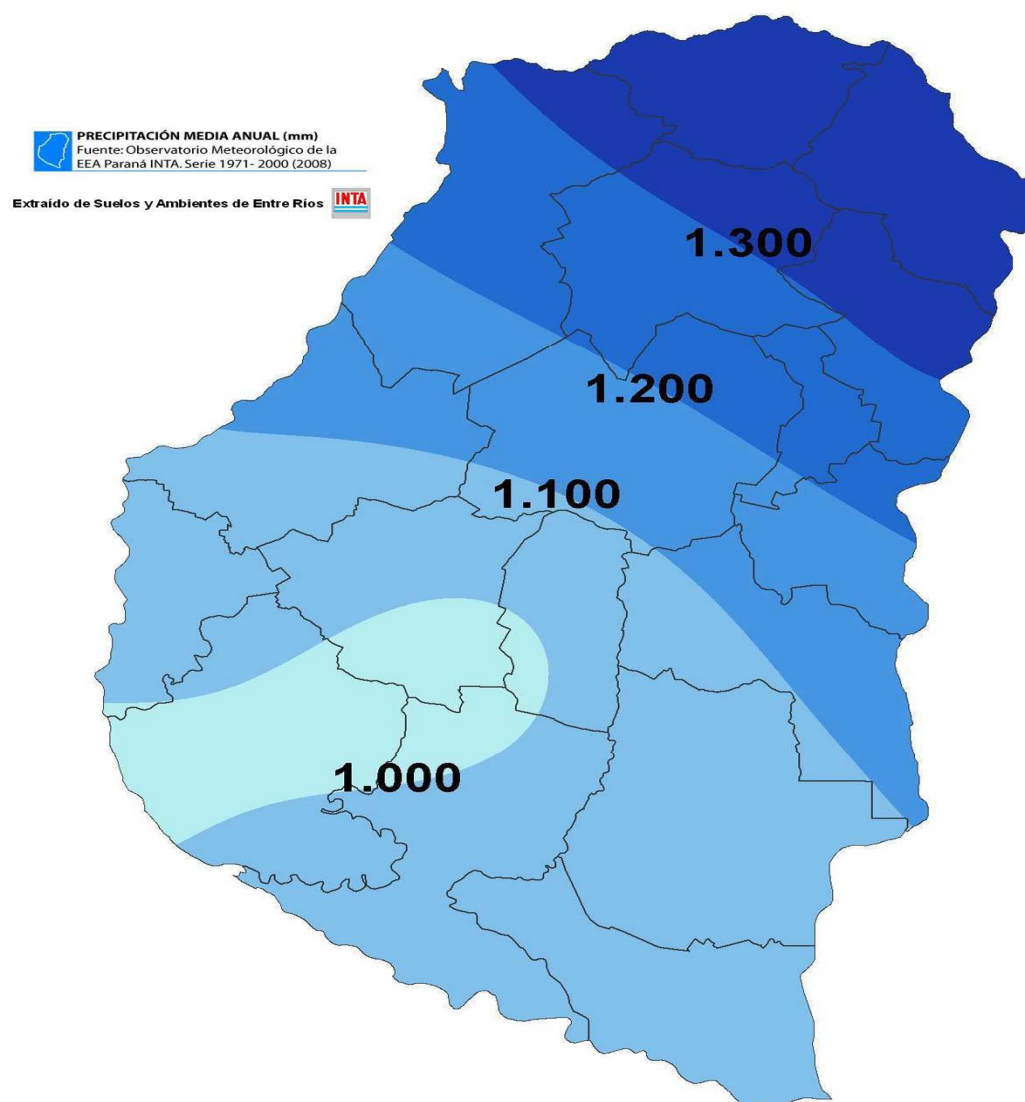 PRECIPITACIÓN MEDIA ANUAL (mm)
Fuente: Observatorio Meteorológico de la
EEA Paraná INTA. Serie 1971- 2000 (2008)
Extraído de Suelos y Ambientes de Entre Ríos INTA
1.300
1.200
1.100
1.000